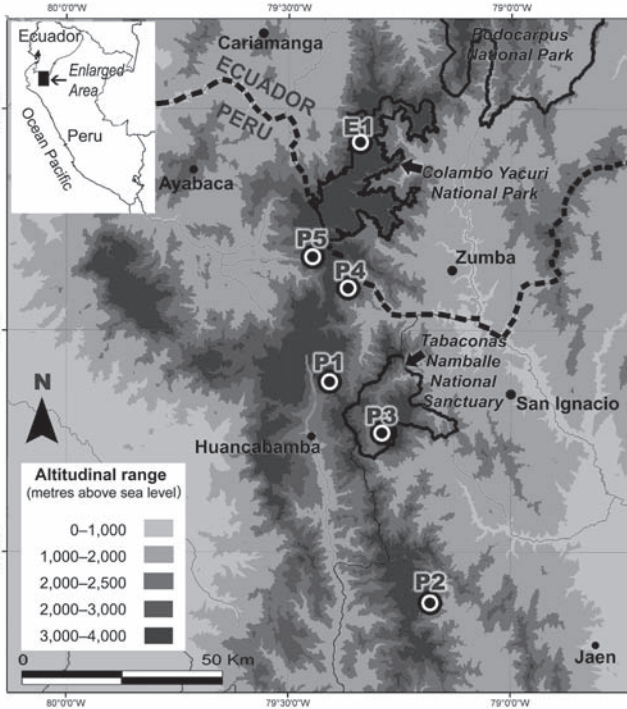 80°0'0"W
79°30'0"W
79°0'0"W
Ecuador
Enlarged
Area
Peru
Ocean Pacific
Cariamanga
Podocarpus
National Park
ECUADOR
PERU
E1
Ayabaca
Colambo Yacuri
National Park
P5
P4
Zumba
Tabaconas
Namballe
National
Sanctuary
P1
P3
San Ignacio
N
Huancabamba
Altitudinal range
(metres above sea level)
0–1,000
1,000–2,000
2,000–2,500
2,000–3,000
3,000–4,000
P2
0
50 Km
Jaen
80°0'0"W
79°30'0"W
79°0'0"W